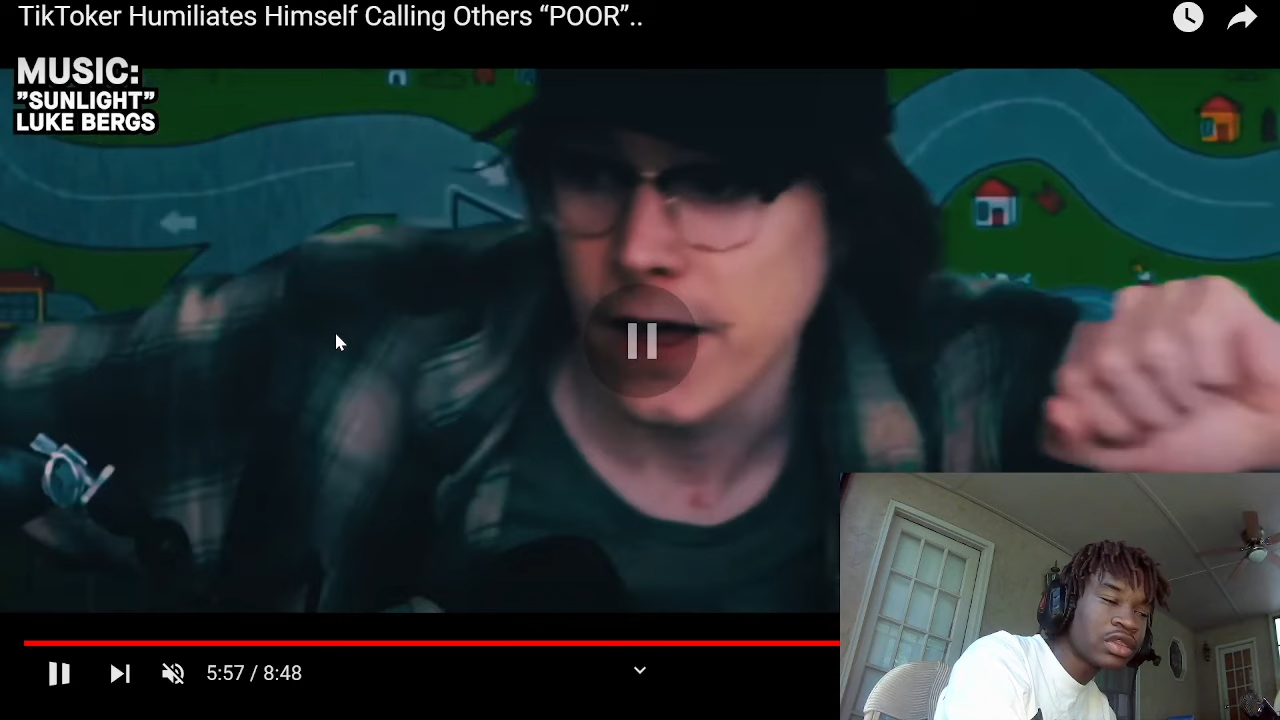 TikToker Humiliates Himself Calling Others “POOR”..
MUSIC:
”SUNLIGHT”
LUKE BERGS
5:57 / 8:48